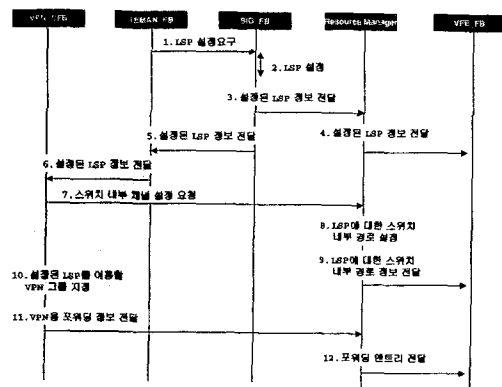 VPN_CFB
TEMAN_FB
SIG_FB
Resource Manager
VFE_FB
1.LSP 설정요구
2.LSP 설정
3.설정된 LSP 정보 전달
5.설정된 LSP 정보 전달
4.설정된 LSP 정보 전달
6.설정된 LSP 정보 전달
7.스위치 내부 채널 설정 요청
8.LSP에 대한 스위치
내부 경로 설정
9.LSP에 대한 스위치
내부 경로 정보 전달
10.설정된 LSP를 이용할
VPN 그룹 지정
11.VPN용 포워딩 정보 전달
12.포워딩 엔트리 전달